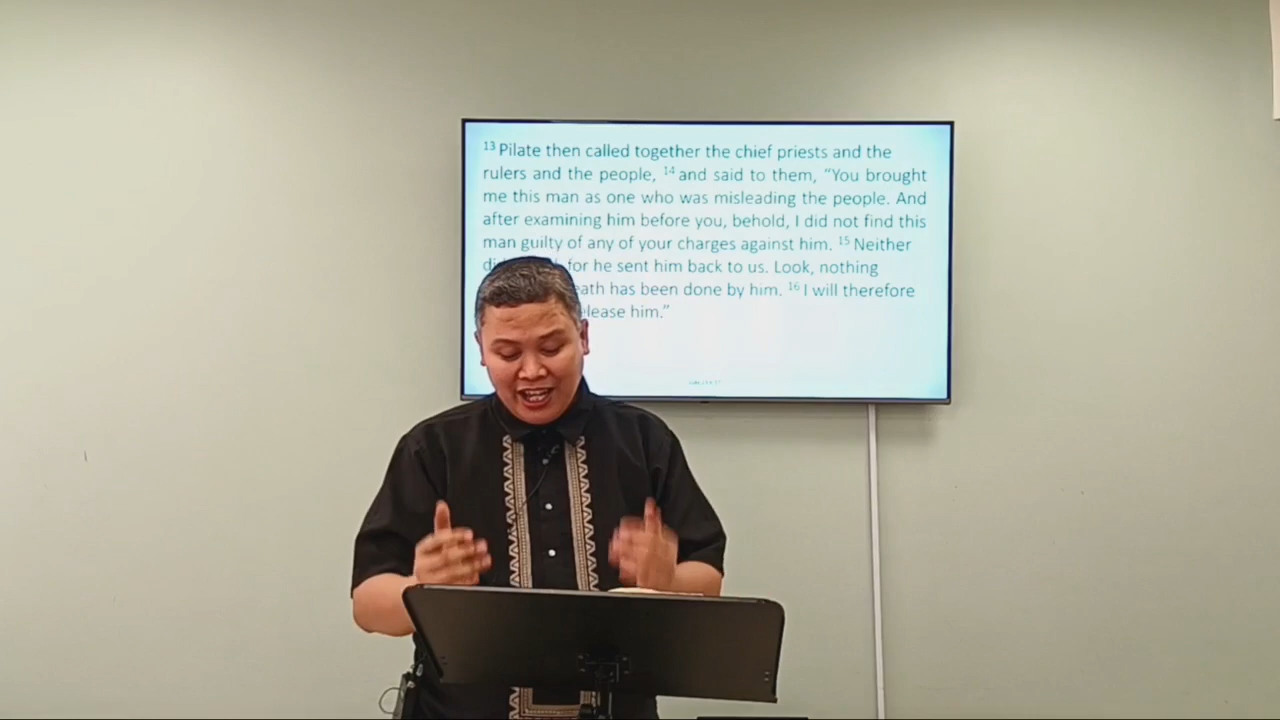 13 Pilate then called together the chief priests and the
rulers and the people, 14 and said to them, “You brought
me this man as one who was misleading the people. And
after examining him before you, behold, I did not find this
man guilty of any of your charges against him. 15 Neither
for he sent him back to us. Look, nothing
has been done by him. 16 I will therefore
him.”